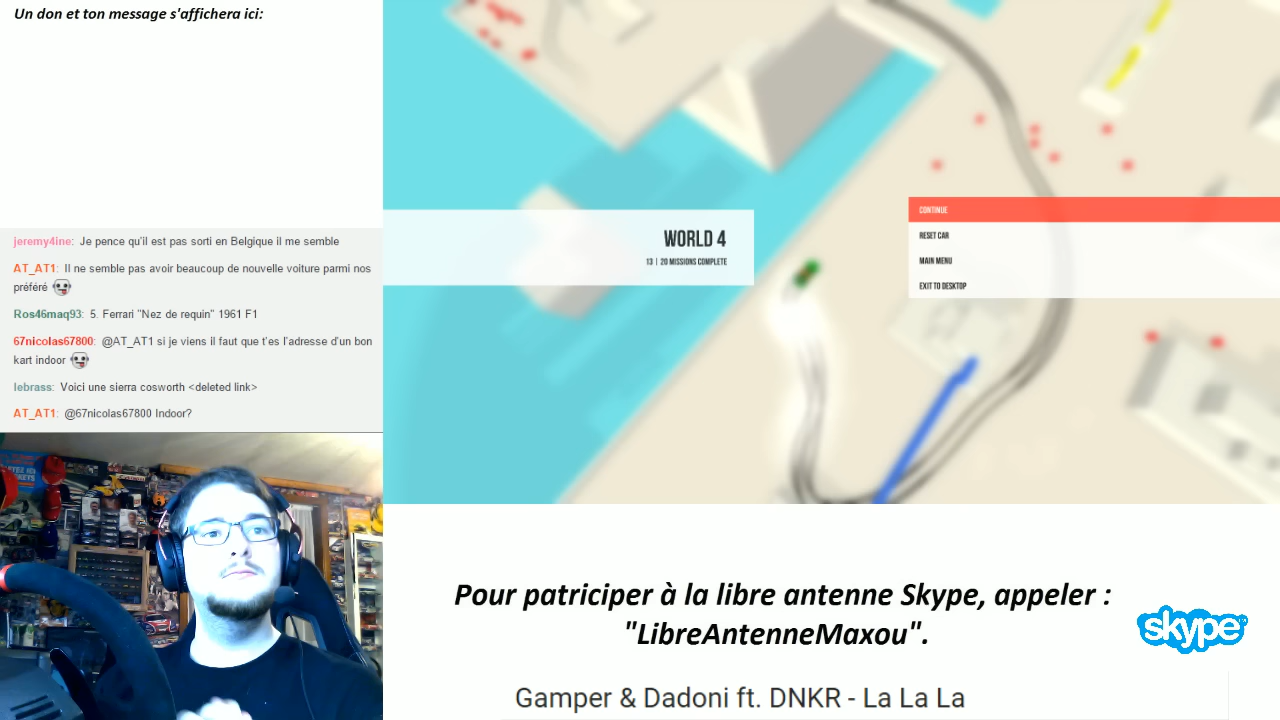 Un don et ton message s'affichera ici:
jeremy4ine: Je pence qu'il est pas sorti en Belgique il me semble
AT_AT1: Il ne semble pas avoir beaucoup de nouvelle voiture parmi nos
préféré
Ros46maq93: 5. Ferrari "Nez de requin" 1961 F1
67nicolas67800: @AT_AT1 si je viens il faut que t'es l'adresse d'un bon
kart indoor
lebrass: Voici une sierra cosworth <deleted link>
AT_AT1: @67nicolas67800 Indoor?
WORLD 4
13 | 20 MISSIONS COMPLETE
CONTINUE
RESET CAR
MAIN MENU
EXIT TO DESKTOP
Pour patriciper à la libre antenne Skype, appeler :
"LibreAntenneMaxou".
skype
Gamper & Dadoni ft. DNKR - La La La